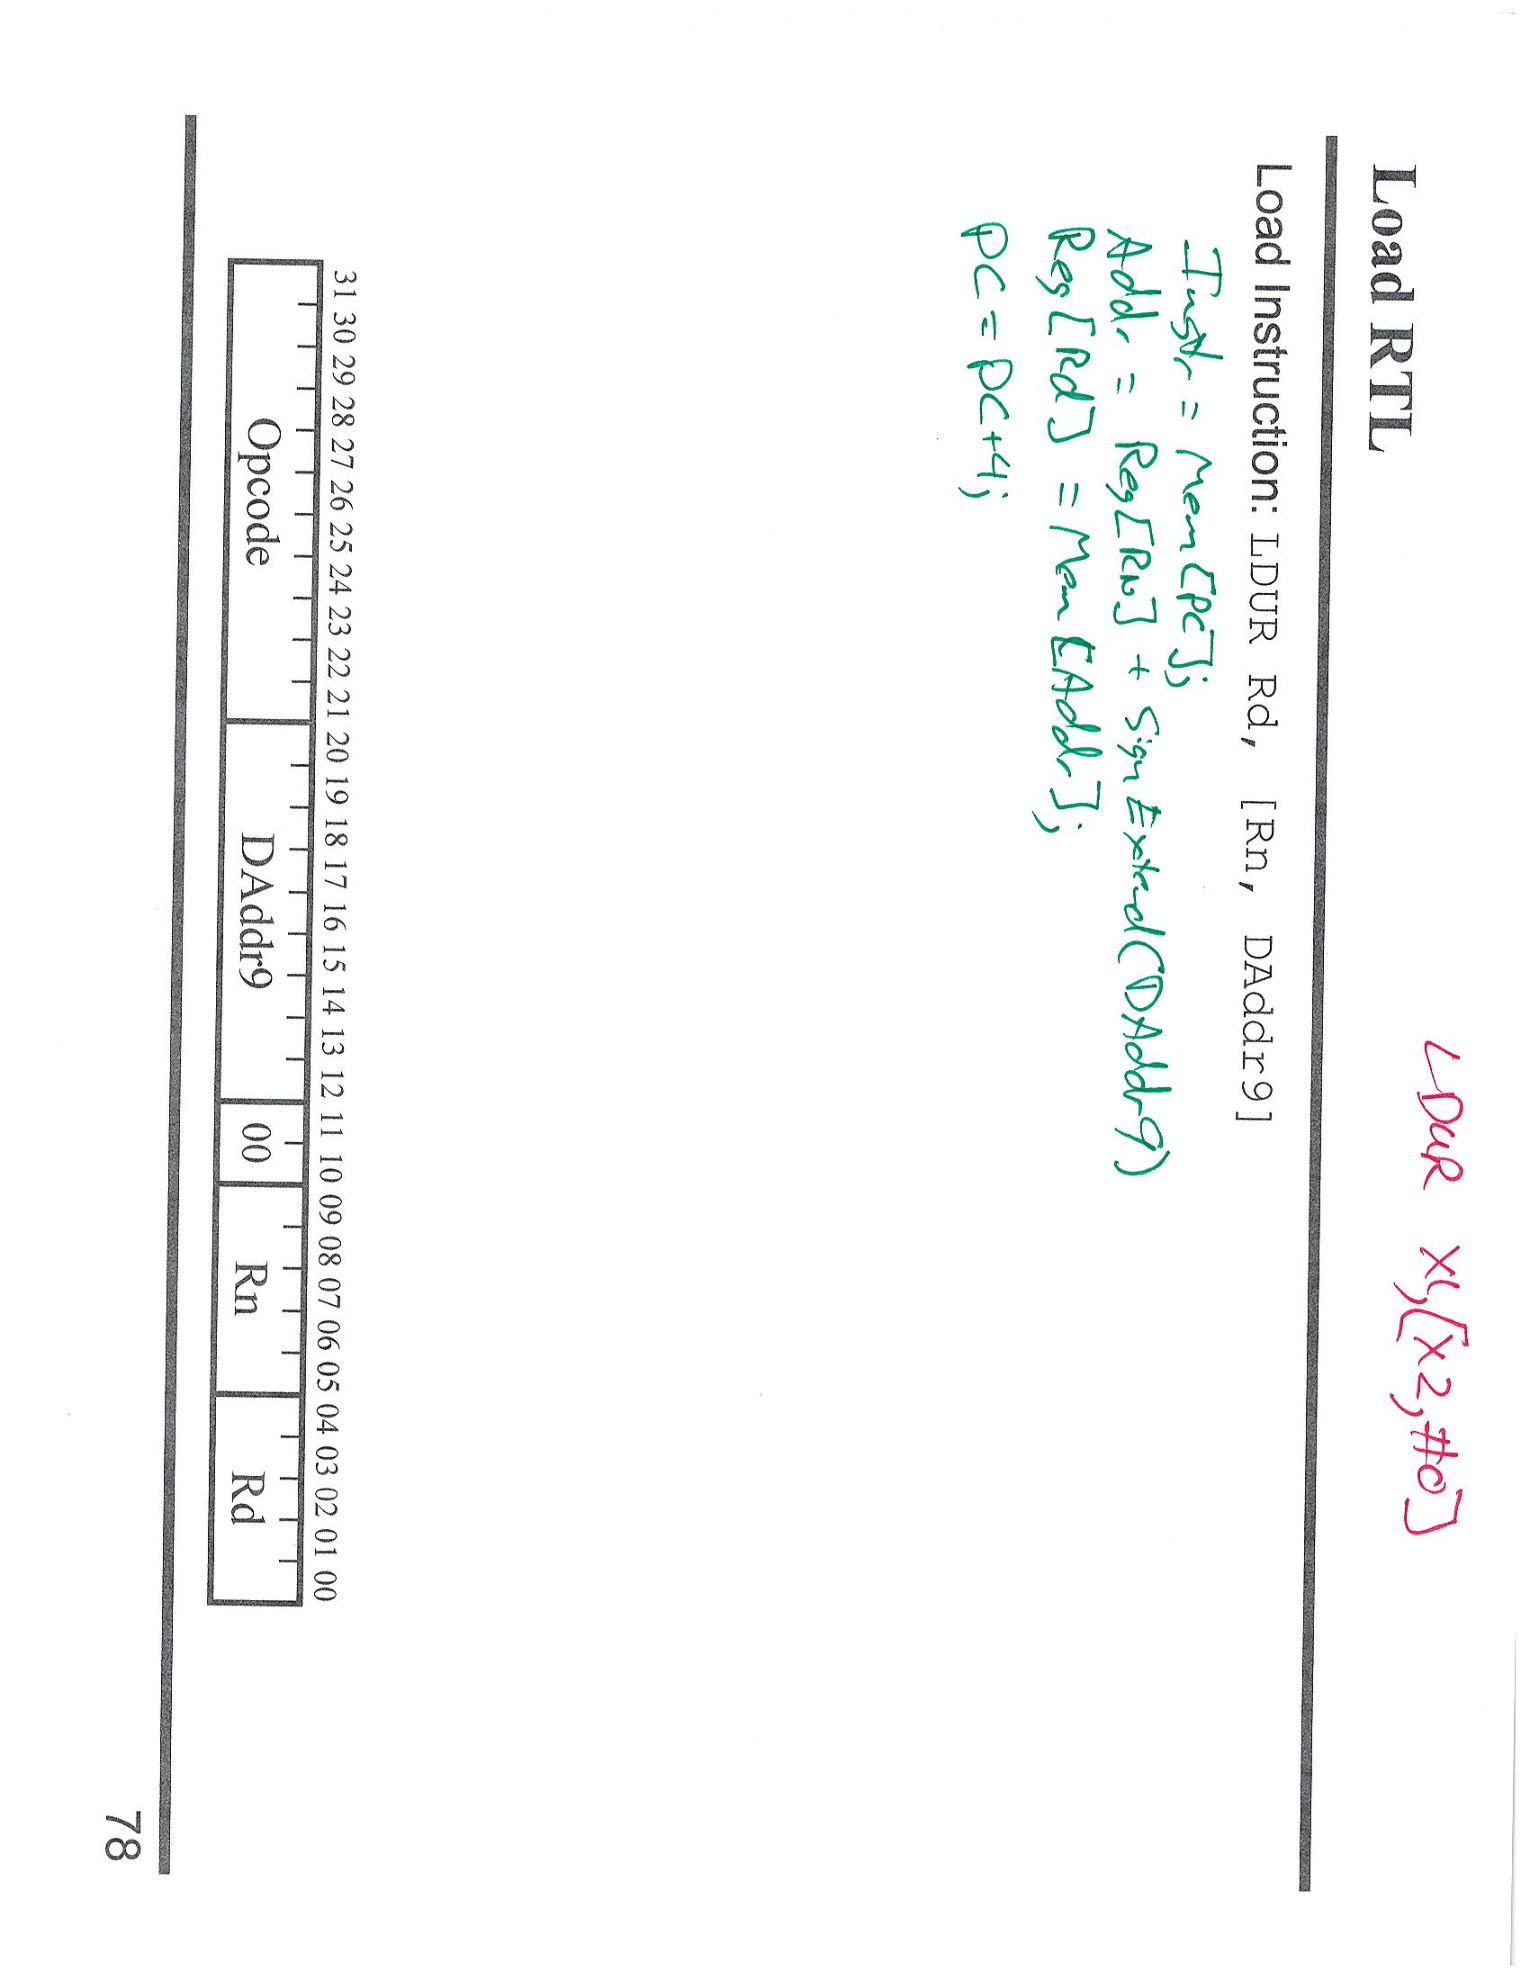 LDUR X1,[X2,#0]
Load RTL
Load Instruction: LDUR Rd, [Rn, DAddr9]
Instr = Mem[PC];
Addr = Reg[Rn] + SignExtend(DAddr9)
Reg[Rd] = Mem[Addr];
PC = PC+4;
31 30 29 28 27 26 25 24 23 22 21 20 19 18 17 16 15 14 13 12 11 10 09 08 07 06 05 04 03 02 01 00
Opcode DAddr9 00 Rn Rd
78